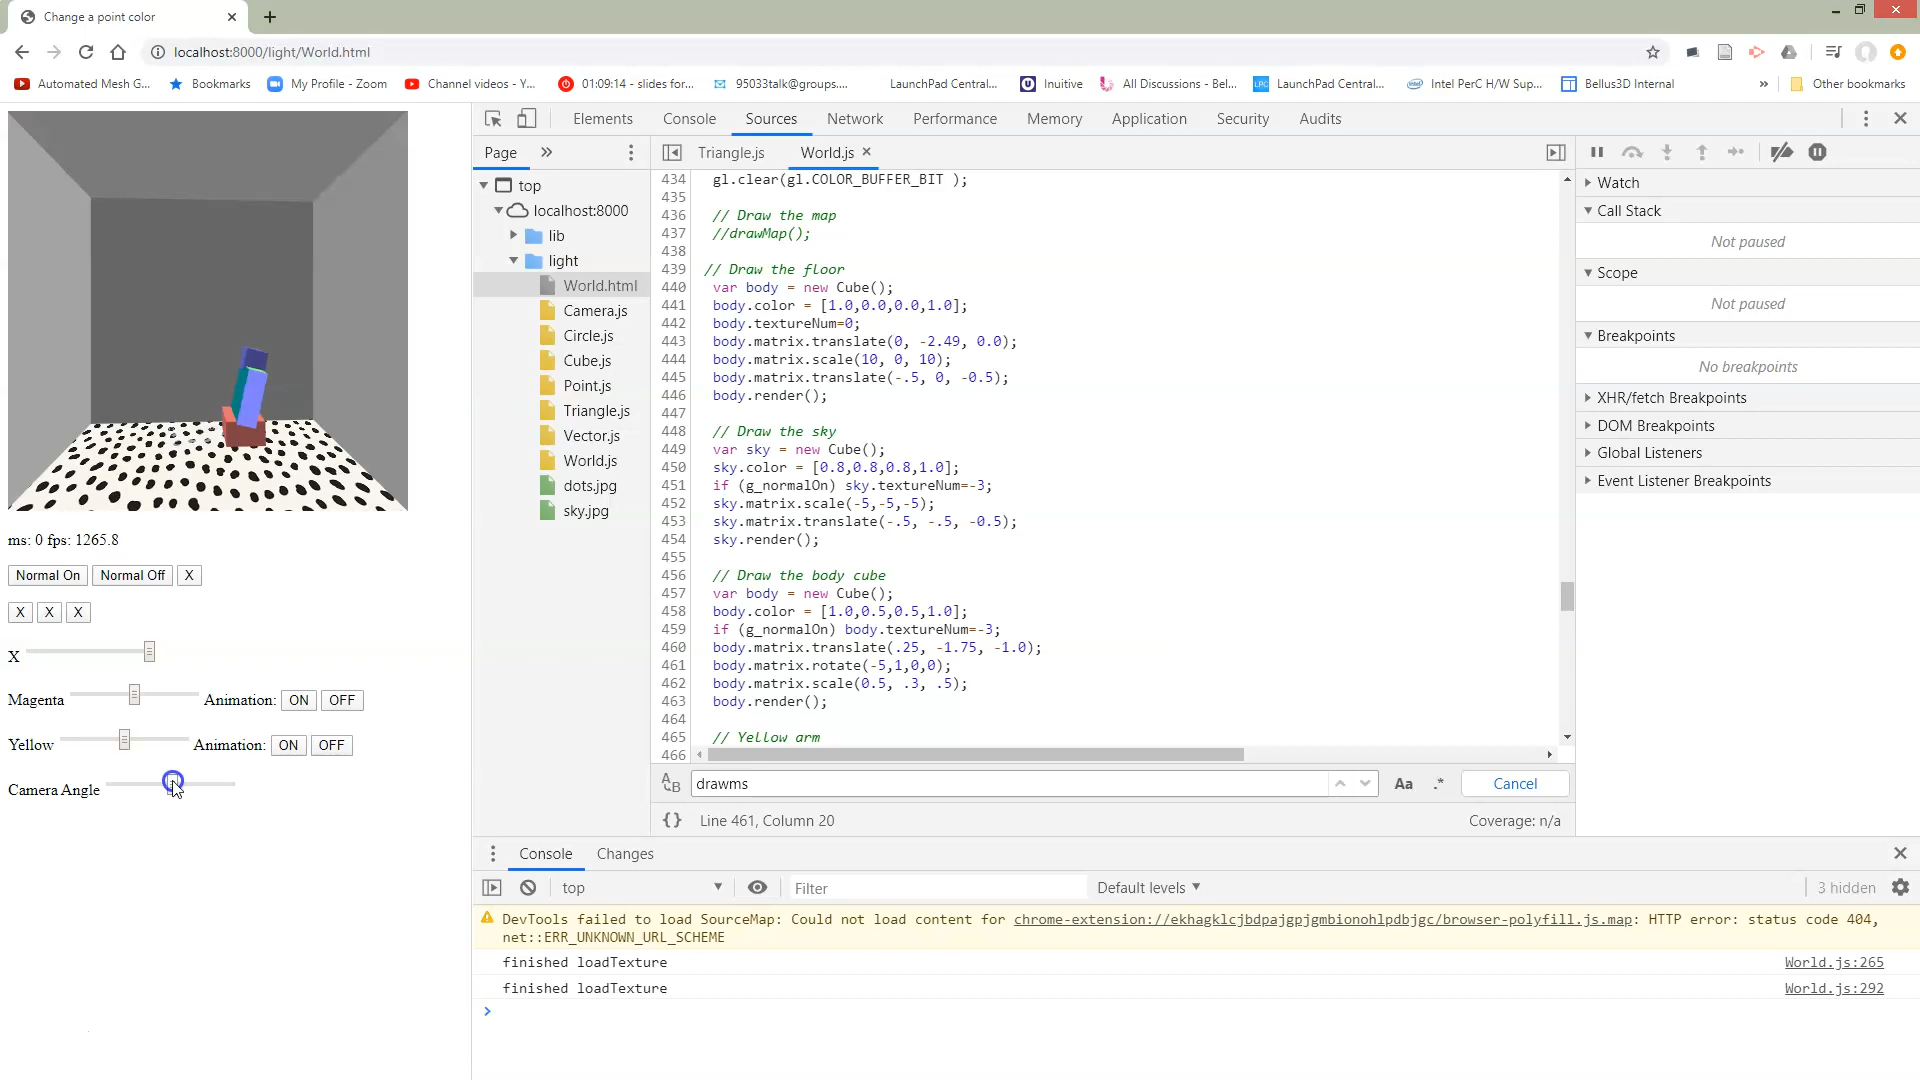 Change a point color
localhost:8000/light/World.html
Automated Mesh G...
Bookmarks
My Profile - Zoom
Channel videos - Y...
01:09:14 - slides for...
95033talk@groups....
LaunchPad Central...
Inuitive
All Discussions - Bel...
LaunchPad Central...
Intel PerC H/W Sup...
Bellus3D Internal
»
Other bookmarks
ms: 0 fps: 1265.8
Normal On Normal Off X
X X X
X
Magenta Animation: ON OFF
Yellow Animation: ON OFF
Camera Angle
Elements Console Sources Network Performance Memory Application Security Audits
Page »
top
localhost:8000
lib
light
World.html
Camera.js
Circle.js
Cube.js
Point.js
Triangle.js
Vector.js
World.js
dots.jpg
sky.jpg
Triangle.js World.js
434 gl.clear(gl.COLOR_BUFFER_BIT );
435
436 // Draw the map
437 //drawMap();
438
439 // Draw the floor
440 var body = new Cube();
441 body.color = [1.0,0.0,0.0,1.0];
442 body.textureNum=0;
443 body.matrix.translate(0, -2.49, 0.0);
444 body.matrix.scale(10, 0, 10);
445 body.matrix.translate(-.5, 0, -0.5);
446 body.render();
447
448 // Draw the sky
449 var sky = new Cube();
450 sky.color = [0.8,0.8,0.8,1.0];
451 if (g_normalOn) sky.textureNum=-3;
452 sky.matrix.scale(-5,-5,-5);
453 sky.matrix.translate(-.5, -.5, -0.5);
454 sky.render();
455
456 // Draw the body cube
457 var body = new Cube();
458 body.color = [1.0,0.5,0.5,1.0];
459 if (g_normalOn) body.textureNum=-3;
460 body.matrix.translate(.25, -1.75, -1.0);
461 body.matrix.rotate(-5,1,0,0);
462 body.matrix.scale(0.5, .3, .5);
463 body.render();
464
465 // Yellow arm
466
drawms Aa .* Cancel
{} Line 461, Column 20 Coverage: n/a
Watch
Call Stack
Not paused
Scope
Not paused
Breakpoints
No breakpoints
XHR/fetch Breakpoints
DOM Breakpoints
Global Listeners
Event Listener Breakpoints
Console Changes
top Filter Default levels 3 hidden
DevTools failed to load SourceMap: Could not load content for chrome-extension://ekhagklcjbdpajgpjgmbionohlpdbjgc/browser-polyfill.js.map: HTTP error: status code 404,
net::ERR_UNKNOWN_URL_SCHEME
finished loadTexture World.js:265
finished loadTexture World.js:292